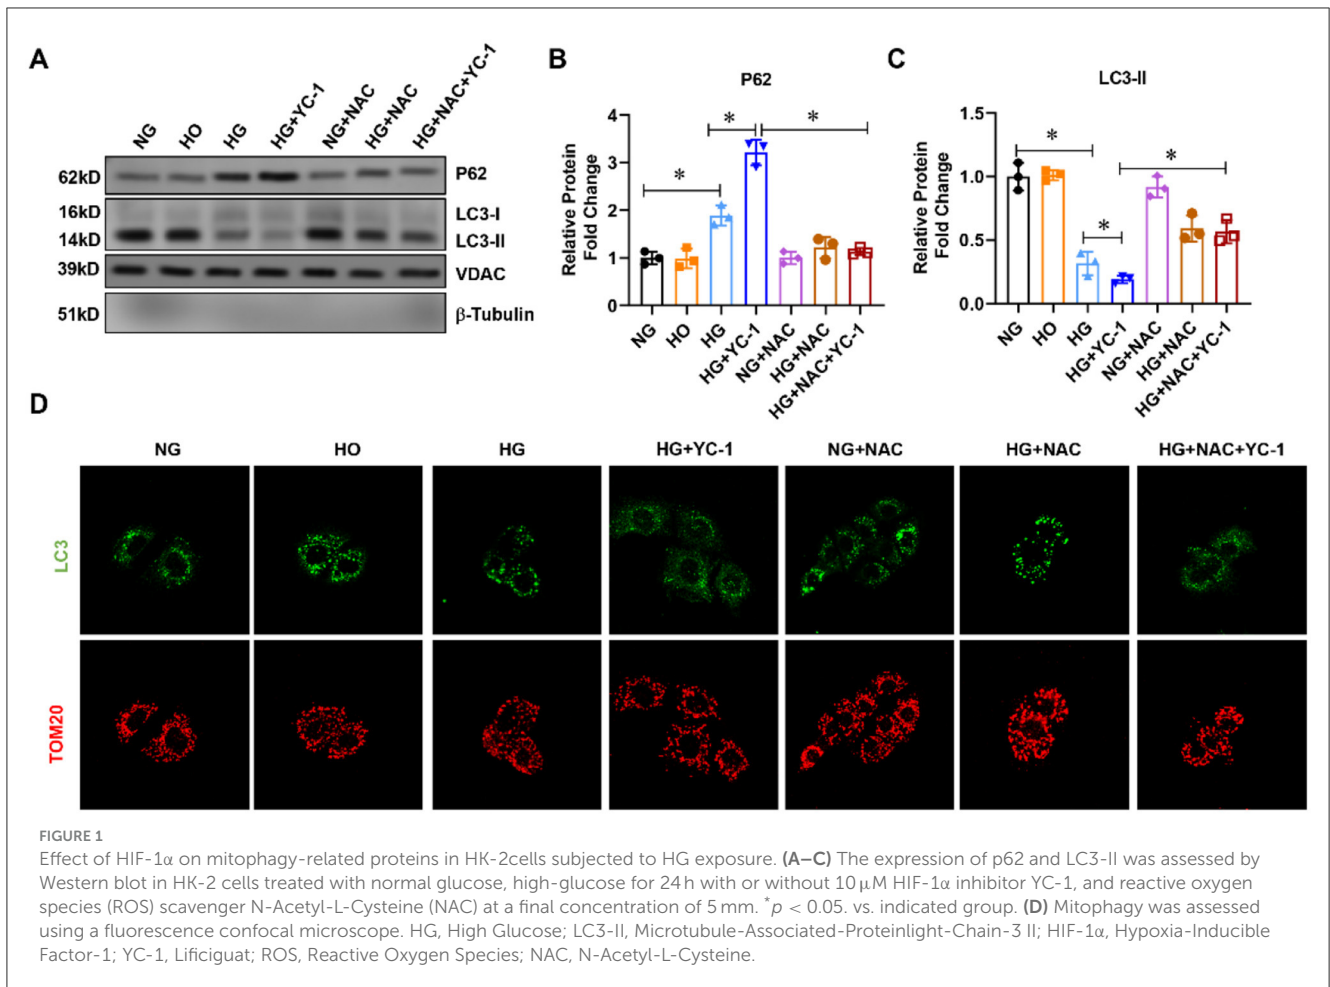 A
NG
HO
HG
HG+YC-1
NG+NAC
HG+NAC
HG+NAC+YC-1
62kD
P62
16kD
LC3-I
14kD
LC3-II
39kD
VDAC
51kD
β-Tubulin
B
P62
Relative Protein
Fold Change
4
3
2
1
0
*
*
*
NG
HO
HG
HG+YC-1
NG+NAC
HG+NAC
HG+NAC+YC-1
C
LC3-II
Relative Protein
Fold Change
1.5
1.0
0.5
0.0
*
*
*
NG
HO
HG
HG+YC-1
NG+NAC
HG+NAC
HG+NAC+YC-1
D
NG
HO
HG
HG+YC-1
NG+NAC
HG+NAC
HG+NAC+YC-1
LC3
TOM20
FIGURE 1
Effect of HIF-1α on mitophagy-related proteins in HK-2cells subjected to HG exposure. (A–C) The expression of p62 and LC3-II was assessed by
Western blot in HK-2 cells treated with normal glucose, high-glucose for 24 h with or without 10 μM HIF-1α inhibitor YC-1, and reactive oxygen
species (ROS) scavenger N-Acetyl-L-Cysteine (NAC) at a final concentration of 5 mm. *p < 0.05. vs. indicated group. (D) Mitophagy was assessed
using a fluorescence confocal microscope. HG, High Glucose; LC3-II, Microtubule-Associated-Proteinlight-Chain-3 II; HIF-1α, Hypoxia-Inducible
Factor-1; YC-1, Lificiguat; ROS, Reactive Oxygen Species; NAC, N-Acetyl-L-Cysteine.